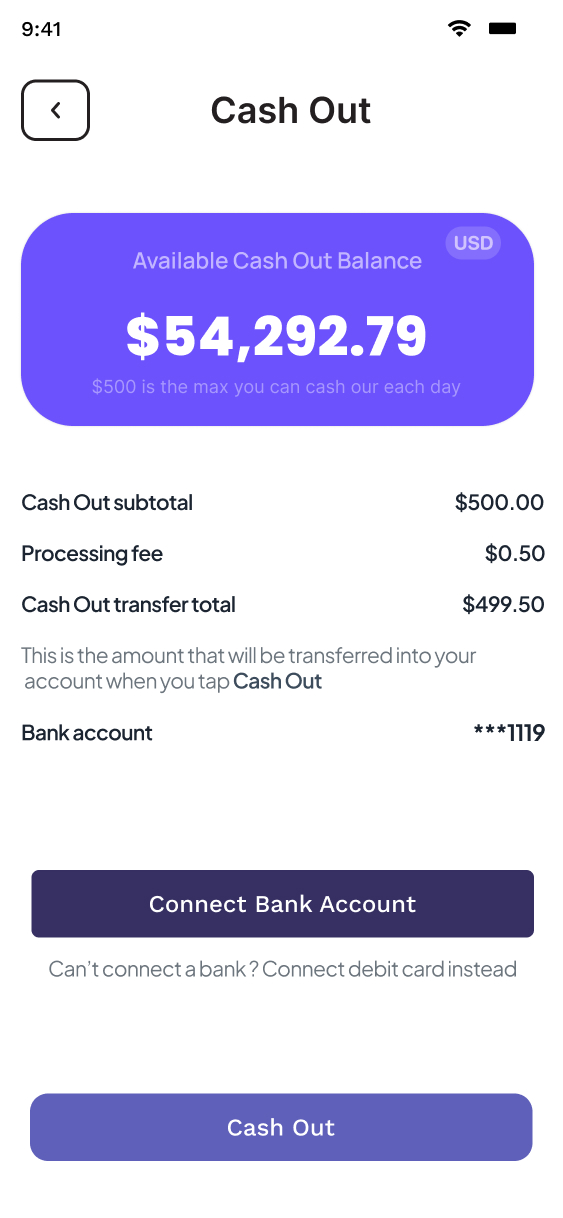 9:41
Cash Out
USD
Available Cash Out Balance
$54,292.79
$500 is the max you can cash our each day
Cash Out subtotal $500.00
Processing fee $0.50
Cash Out transfer total $499.50
This is the amount that will be transferred into your
account when you tap Cash Out
Bank account ***1119
Connect Bank Account
Can’t connect a bank ? Connect debit card instead
Cash Out